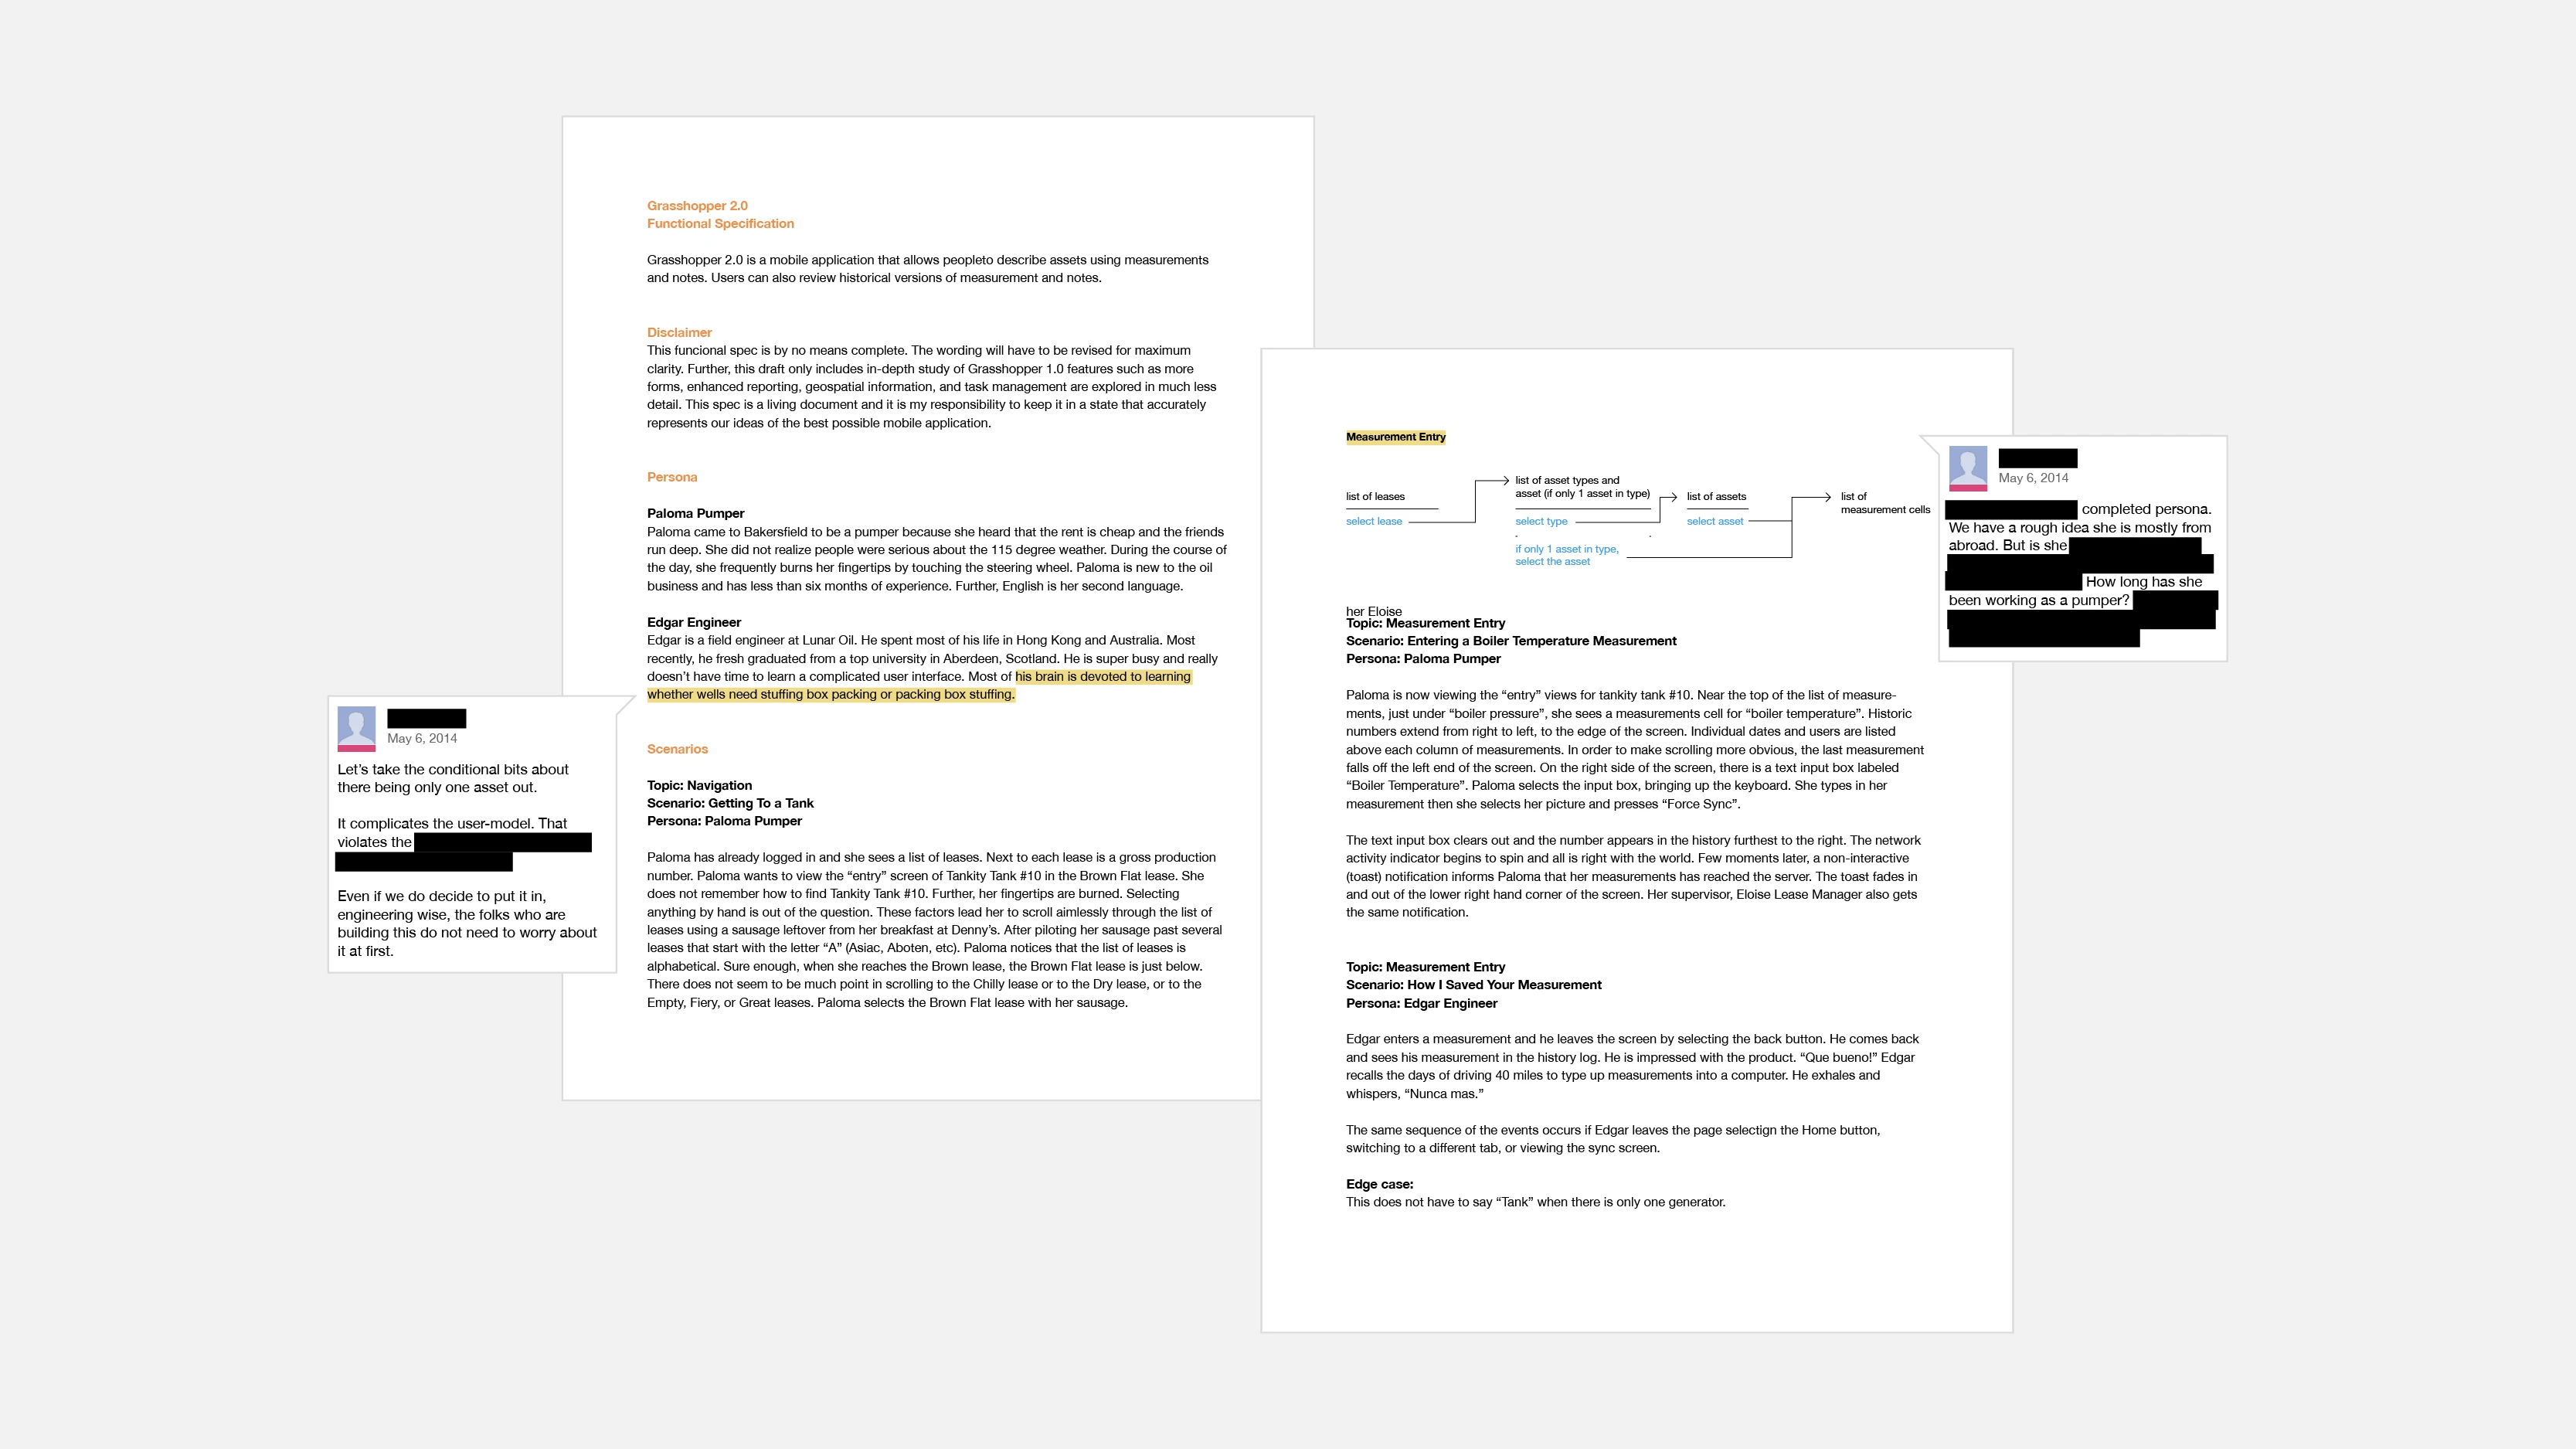 Grasshopper 2.0
Functional Specification
Grasshopper 2.0 is a mobile application that allows peopleto describe assets using measurements
and notes. Users can also review historical versions of measurement and notes.
Disclaimer
This funcional spec is by no means complete. The wording will have to be revised for maximum
clarity. Further, this draft only includes in-depth study of Grasshopper 1.0 features such as more
forms, enhanced reporting, geospatial information, and task management are explored in much less
detail. This spec is a living document and it is my responsibility to keep it in a state that accurately
represents our ideas of the best possible mobile application.
Persona
Paloma Pumper
Paloma came to Bakersfield to be a pumper because she heard that the rent is cheap and the friends
run deep. She did not realize people were serious about the 115 degree weather. During the course of
the day, she frequently burns her fingertips by touching the steering wheel. Paloma is new to the oil
business and has less than six months of experience. Further, English is her second language.
Edgar Engineer
Edgar is a field engineer at Lunar Oil. He spent most of his life in Hong Kong and Australia. Most
recently, he fresh graduated from a top university in Aberdeen, Scotland. He is super busy and really
doesn’t have time to learn a complicated user interface. Most of his brain is devoted to learning
whether wells need stuffing box packing or packing box stuffing.
Scenarios
Topic: Navigation
Scenario: Getting To a Tank
Persona: Paloma Pumper
Paloma has already logged in and she sees a list of leases. Next to each lease is a gross production
number. Paloma wants to view the “entry” screen of Tankity Tank #10 in the Brown Flat lease. She
does not remember how to find Tankity Tank #10. Further, her fingertips are burned. Selecting
anything by hand is out of the question. These factors lead her to scroll aimlessly through the list of
leases using a sausage leftover from her breakfast at Denny’s. After piloting her sausage past several
leases that start with the letter “A” (Asiac, Aboten, etc). Paloma notices that the list of leases is
alphabetical. Sure enough, when she reaches the Brown lease, the Brown Flat lease is just below.
There does not seem to be much point in scrolling to the Chilly lease or to the Dry lease, or to the
Empty, Fiery, or Great leases. Paloma selects the Brown Flat lease with her sausage.
May 6, 2014
Let’s take the conditional bits about
there being only one asset out.
It complicates the user-model. That
violates the
Even if we do decide to put it in,
engineering wise, the folks who are
building this do not need to worry about
it at first.
Measurement Entry
list of leases
select lease
list of asset types and
asset (if only 1 asset in type)
select type
if only 1 asset in type,
select the asset
list of assets
select asset
list of
measurement cells
her Eloise
Topic: Measurement Entry
Scenario: Entering a Boiler Temperature Measurement
Persona: Paloma Pumper
Paloma is now viewing the “entry” views for tankity tank #10. Near the top of the list of measure-
ments, just under “boiler pressure”, she sees a measurements cell for “boiler temperature”. Historic
numbers extend from right to left, to the edge of the screen. Individual dates and users are listed
above each column of measurements. In order to make scrolling more obvious, the last measurement
falls off the left end of the screen. On the right side of the screen, there is a text input box labeled
“Boiler Temperature”. Paloma selects the input box, bringing up the keyboard. She types in her
measurement then she selects her picture and presses “Force Sync”.
The text input box clears out and the number appears in the history furthest to the right. The network
activity indicator begins to spin and all is right with the world. Few moments later, a non-interactive
(toast) notification informs Paloma that her measurements has reached the server. The toast fades in
and out of the lower right hand corner of the screen. Her supervisor, Eloise Lease Manager also gets
the same notification.
Topic: Measurement Entry
Scenario: How I Saved Your Measurement
Persona: Edgar Engineer
Edgar enters a measurement and he leaves the screen by selecting the back button. He comes back
and sees his measurement in the history log. He is impressed with the product. “Que bueno!” Edgar
recalls the days of driving 40 miles to type up measurements into a computer. He exhales and
whispers, “Nunca mas.”
The same sequence of the events occurs if Edgar leaves the page selectign the Home button,
switching to a different tab, or viewing the sync screen.
Edge case:
This does not have to say “Tank” when there is only one generator.
May 6, 2014
completed persona.
We have a rough idea she is mostly from
abroad. But is she
How long has she
been working as a pumper?